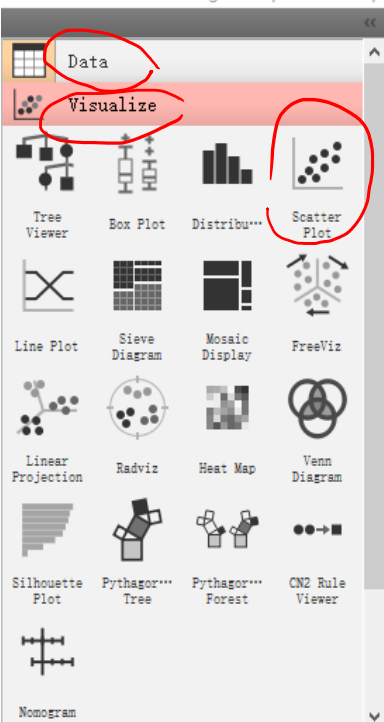 Data
Visualize
Tree
Viewer
Box Plot
Distribu…
Scatter
Plot
Line Plot
Sieve
Diagram
Mosaic
Display
FreeViz
Linear
Projection
Radviz
Heat Map
Venn
Diagram
Silhouette
Plot
Pythagor…
Tree
Pythagor…
Forest
CN2 Rule
Viewer
Nomogram